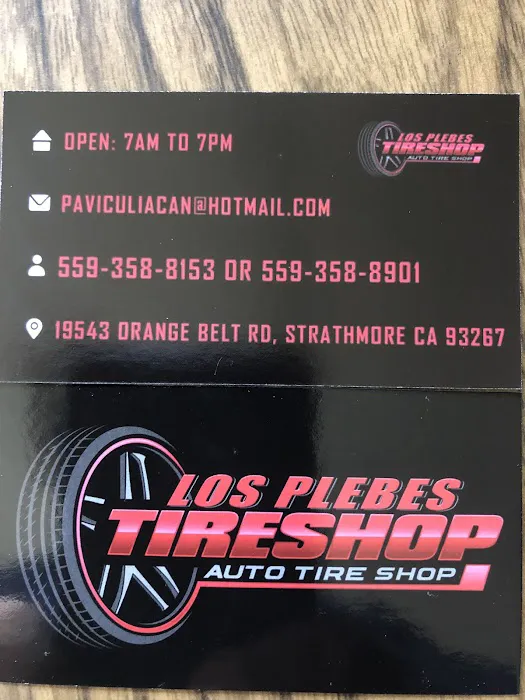 OPEN: 7AM TO 7PM
LOS PLEBES
TIRESHOP
AUTO TIRE SHOP
PAVICULIACAN@HOTMAIL.COM
559-358-8153 OR 559-358-8901
19543 ORANGE BELT RD, STRATHMORE CA 93267
LOS PLEBES
TIRESHOP
AUTO TIRE SHOP